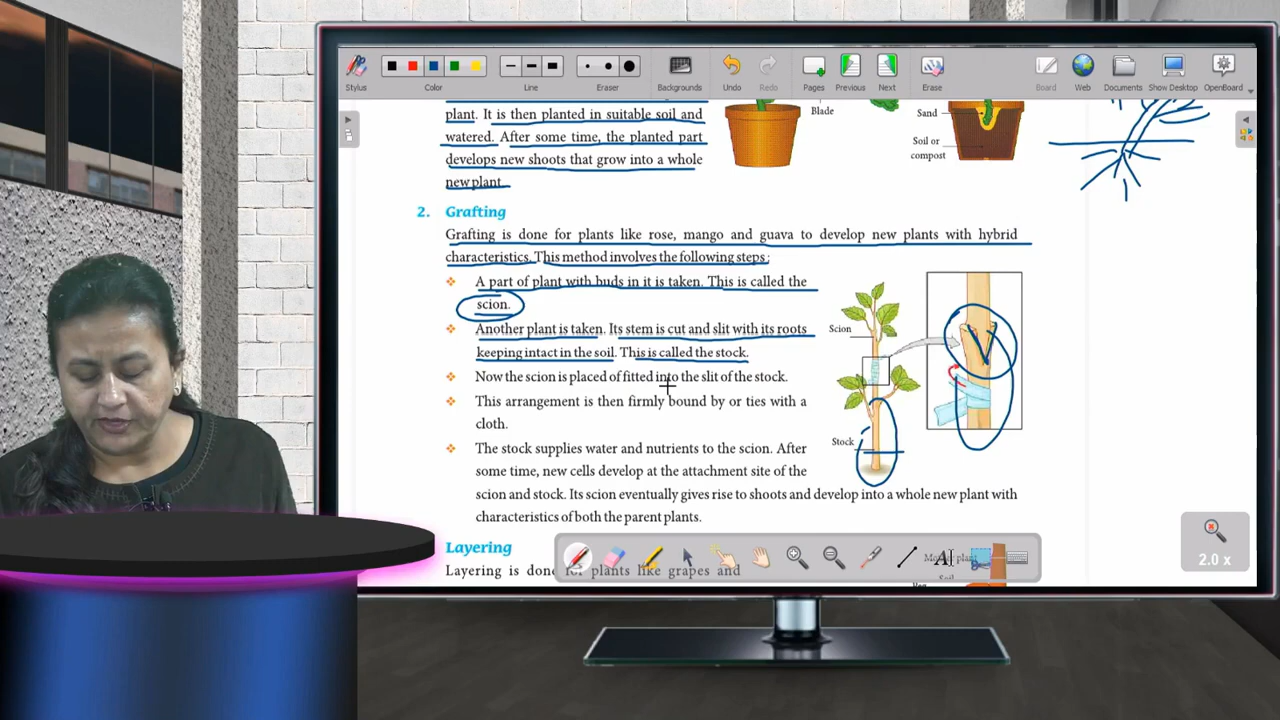 Stylus
Color
Line
Eraser
Backgrounds
Undo
Redo
Pages
Previous
Next
Erase
Board
Web
Documents
Show Desktop
OpenBoard
plant. It is then planted in suitable soil and
watered. After some time, the planted part
develops new shoots that grow into a whole
new plant.
Blade
Sand
Soil or
compost
2. Grafting
Grafting is done for plants like rose, mango and guava to develop new plants with hybrid
characteristics. This method involves the following steps:
A part of plant with buds in it is taken. This is called the
scion.
Another plant is taken. Its stem is cut and slit with its roots
keeping intact in the soil. This is called the stock.
Now the scion is placed of fitted into the slit of the stock.
This arrangement is then firmly bound by or ties with a
cloth.
The stock supplies water and nutrients to the scion. After
some time, new cells develop at the attachment site of the
scion and stock. Its scion eventually gives rise to shoots and develop into a whole new plant with
characteristics of both the parent plants.
Scion
Stock
Layering
Layering is done for plants like grapes and
2.0 x